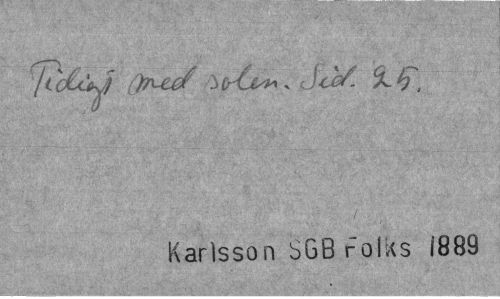 Tidigt med solen. Sid. 25.
Karlsson SGB Folks 1889